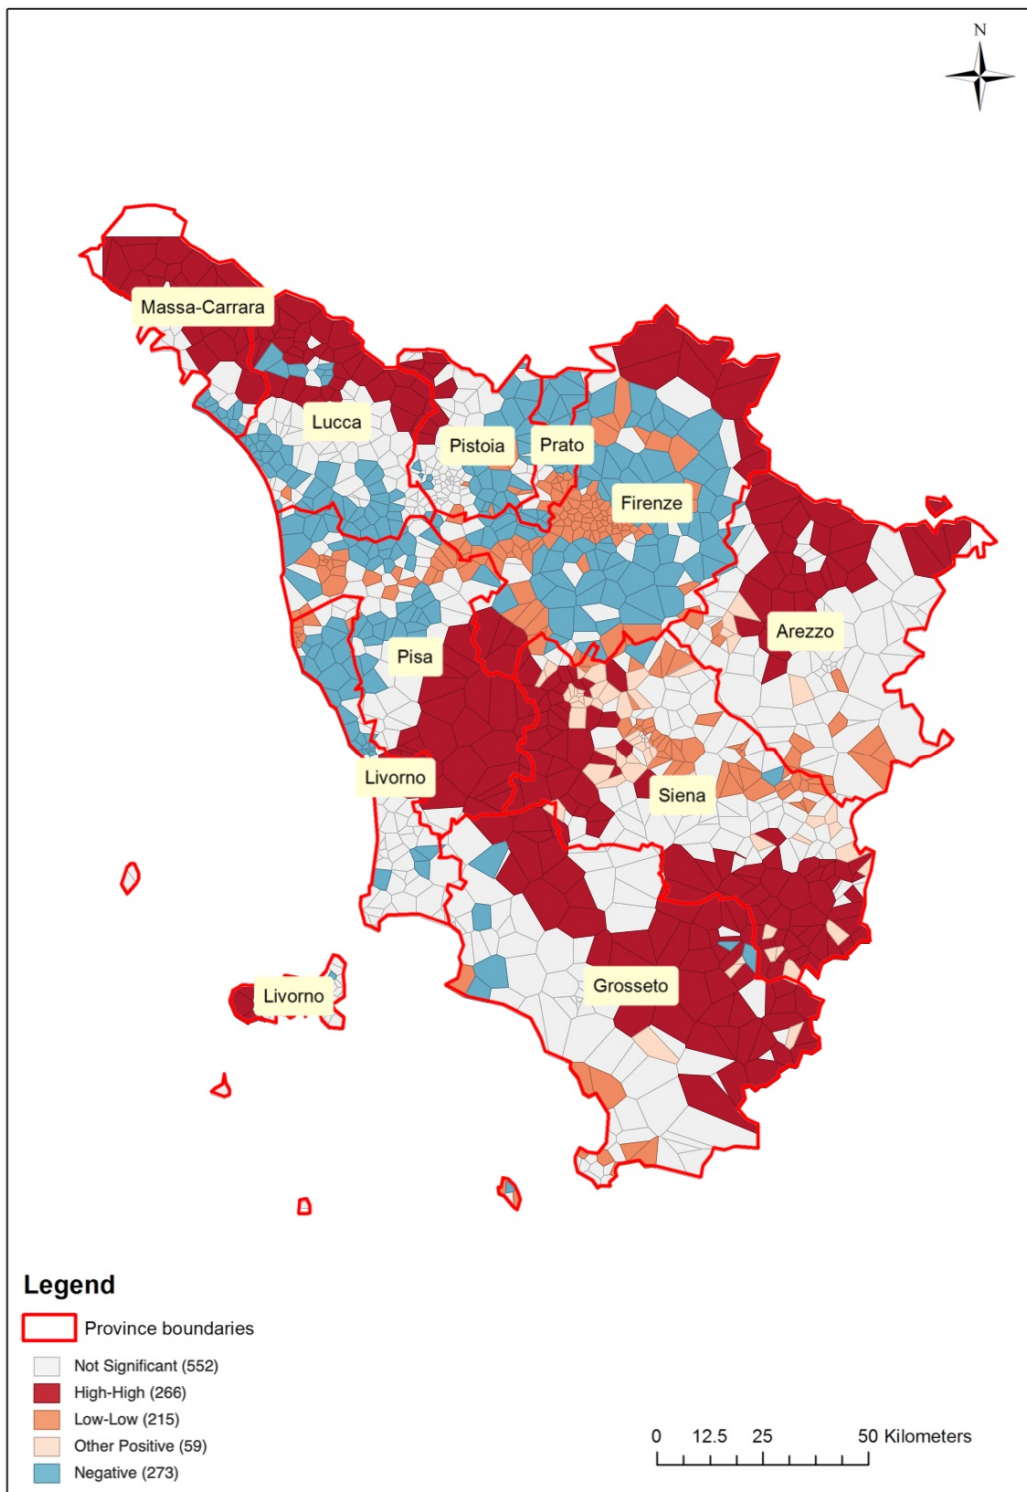 N
Massa-Carrara
Lucca
Pistoia
Prato
Firenze
Arezzo
Pisa
Livorno
Siena
Grosseto
Livorno
Legend
Province boundaries
Not Significant (552)
High-High (266)
Low-Low (215)
Other Positive (59)
Negative (273)
0 12.5 25 50 Kilometers